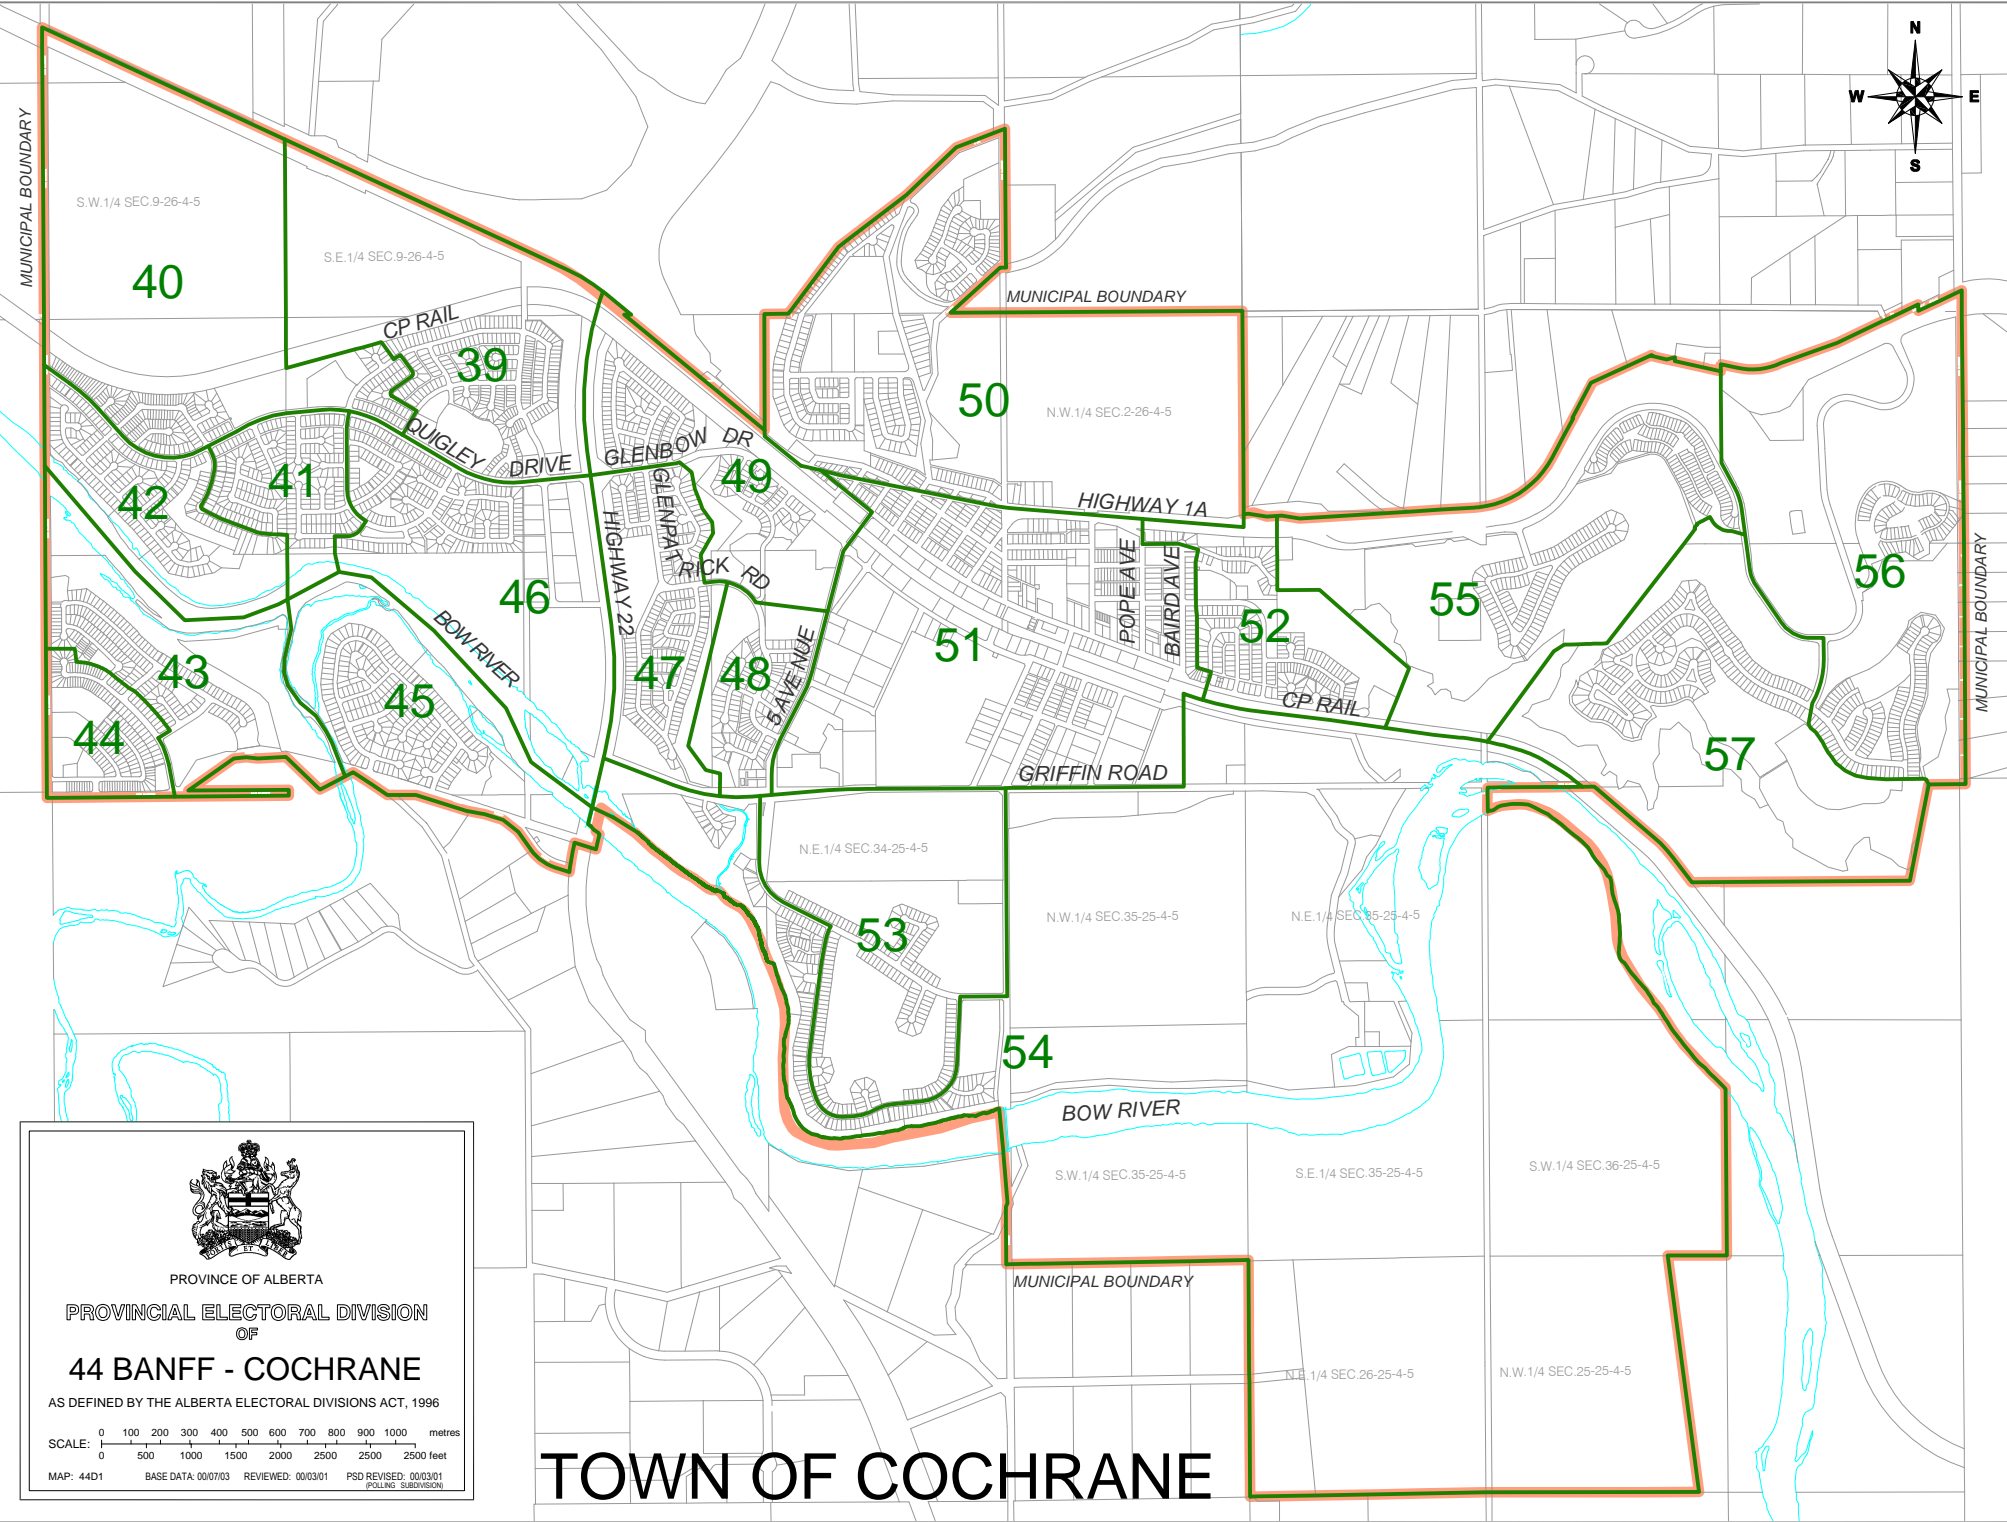 N
W E
S
MUNICIPAL BOUNDARY
S.W.1/4 SEC.9-26-4-5
S.E.1/4 SEC.9-26-4-5
40
MUNICIPAL BOUNDARY
CP RAIL
39
50
N.W.1/4 SEC.2-26-4-5
QUIGLEY
DRIVE
GLENBOW DR
49
41
42
GLENPAT
HIGHWAY 1A
HIGHWAY 22
RICK RD
POPE AVE
BAIRD AVE
46
55
56
MUNICIPAL BOUNDARY
BOW RIVER
51
52
43
47
48
5 AVENUE
45
44
CP RAIL
57
GRIFFIN ROAD
N.E.1/4 SEC.34-25-4-5
53
N.W.1/4 SEC.35-25-4-5
N.E.1/4 SEC.35-25-4-5
54
BOW RIVER
S.W.1/4 SEC.35-25-4-5
S.E.1/4 SEC.35-25-4-5
S.W.1/4 SEC.36-25-4-5
MUNICIPAL BOUNDARY
N.E.1/4 SEC.26-25-4-5
N.W.1/4 SEC.25-25-4-5
FORTIS ET LIBER
PROVINCE OF ALBERTA
PROVINCIAL ELECTORAL DIVISION
OF
44 BANFF - COCHRANE
AS DEFINED BY THE ALBERTA ELECTORAL DIVISIONS ACT, 1996
0 100 200 300 400 500 600 700 800 900 1000 metres
SCALE:
0 500 1000 1500 2000 2500 2500 2500 feet
MAP: 44D1 BASE DATA: 00/07/03 REVIEWED: 00/03/01 PSD REVISED: 00/03/01
(POLLING SUBDIVISION)
TOWN OF COCHRANE